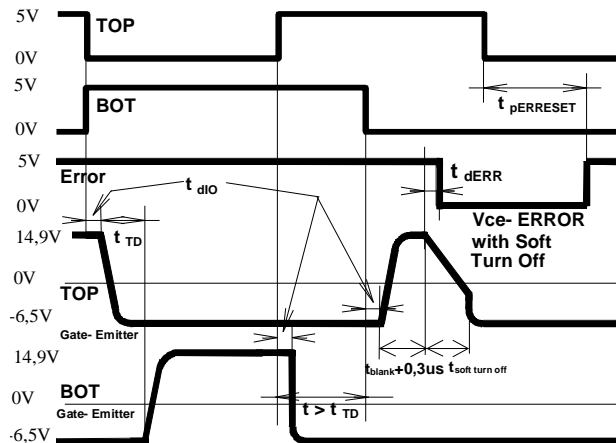 5V
TOP
0V
5V
BOT
t pERRESET
0V
5V
Error
t dIO
t dERR
0V
Vce- ERROR
with Soft
Turn Off
14,9V
t TD
0V
TOP
-6,5V
Gate- Emitter
14,9V
tblank+0,3us
tsoft turn off
BOT
0V
Gate- Emitter
t > t TD
-6,5V